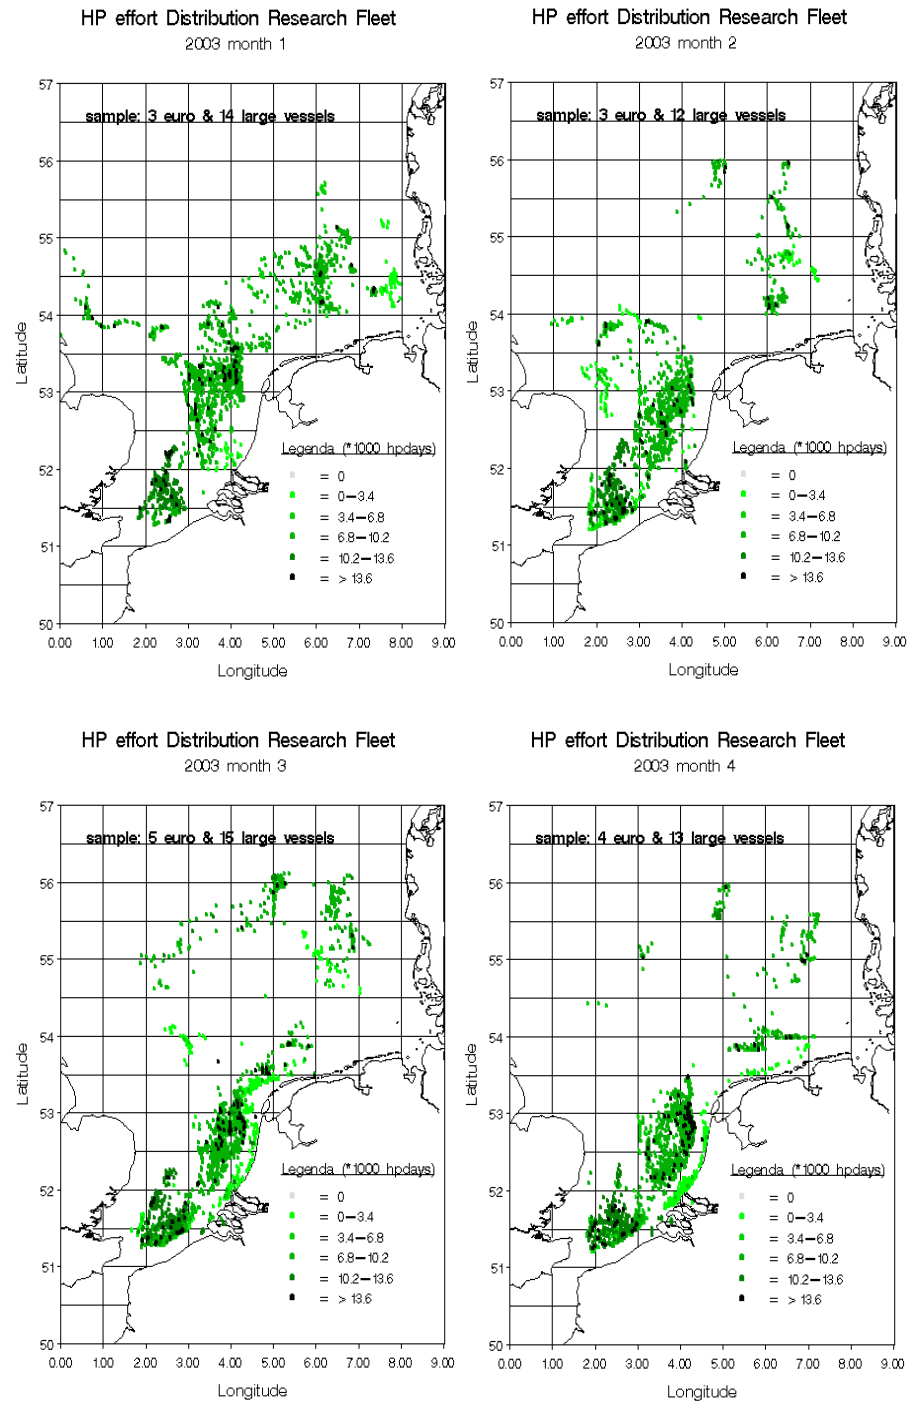 HP effort Distribution Research Fleet
2003 month 1
sample: 3 euro & 14 large vessels
57
56
55
54
53
52
51
50
Latitude
Legenda (*1000 hpdays)
= 0
= 0–3.4
= 3.4–6.8
= 6.8–10.2
= 10.2–13.6
= > 13.6
0.00 1.00 2.00 3.00 4.00 5.00 6.00 7.00 8.00 9.00
Longitude
HP effort Distribution Research Fleet
2003 month 2
sample: 3 euro & 12 large vessels
57
56
55
54
53
52
51
50
Latitude
Legenda (*1000 hpdays)
= 0
= 0–3.4
= 3.4–6.8
= 6.8–10.2
= 10.2–13.6
= > 13.6
0.00 1.00 2.00 3.00 4.00 5.00 6.00 7.00 8.00 9.00
Longitude
HP effort Distribution Research Fleet
2003 month 3
sample: 5 euro & 15 large vessels
57
56
55
54
53
52
51
50
Latitude
Legenda (*1000 hpdays)
= 0
= 0–3.4
= 3.4–6.8
= 6.8–10.2
= 10.2–13.6
= > 13.6
0.00 1.00 2.00 3.00 4.00 5.00 6.00 7.00 8.00 9.00
Longitude
HP effort Distribution Research Fleet
2003 month 4
sample: 4 euro & 13 large vessels
57
56
55
54
53
52
51
50
Latitude
Legenda (*1000 hpdays)
= 0
= 0–3.4
= 3.4–6.8
= 6.8–10.2
= 10.2–13.6
= > 13.6
0.00 1.00 2.00 3.00 4.00 5.00 6.00 7.00 8.00 9.00
Longitude